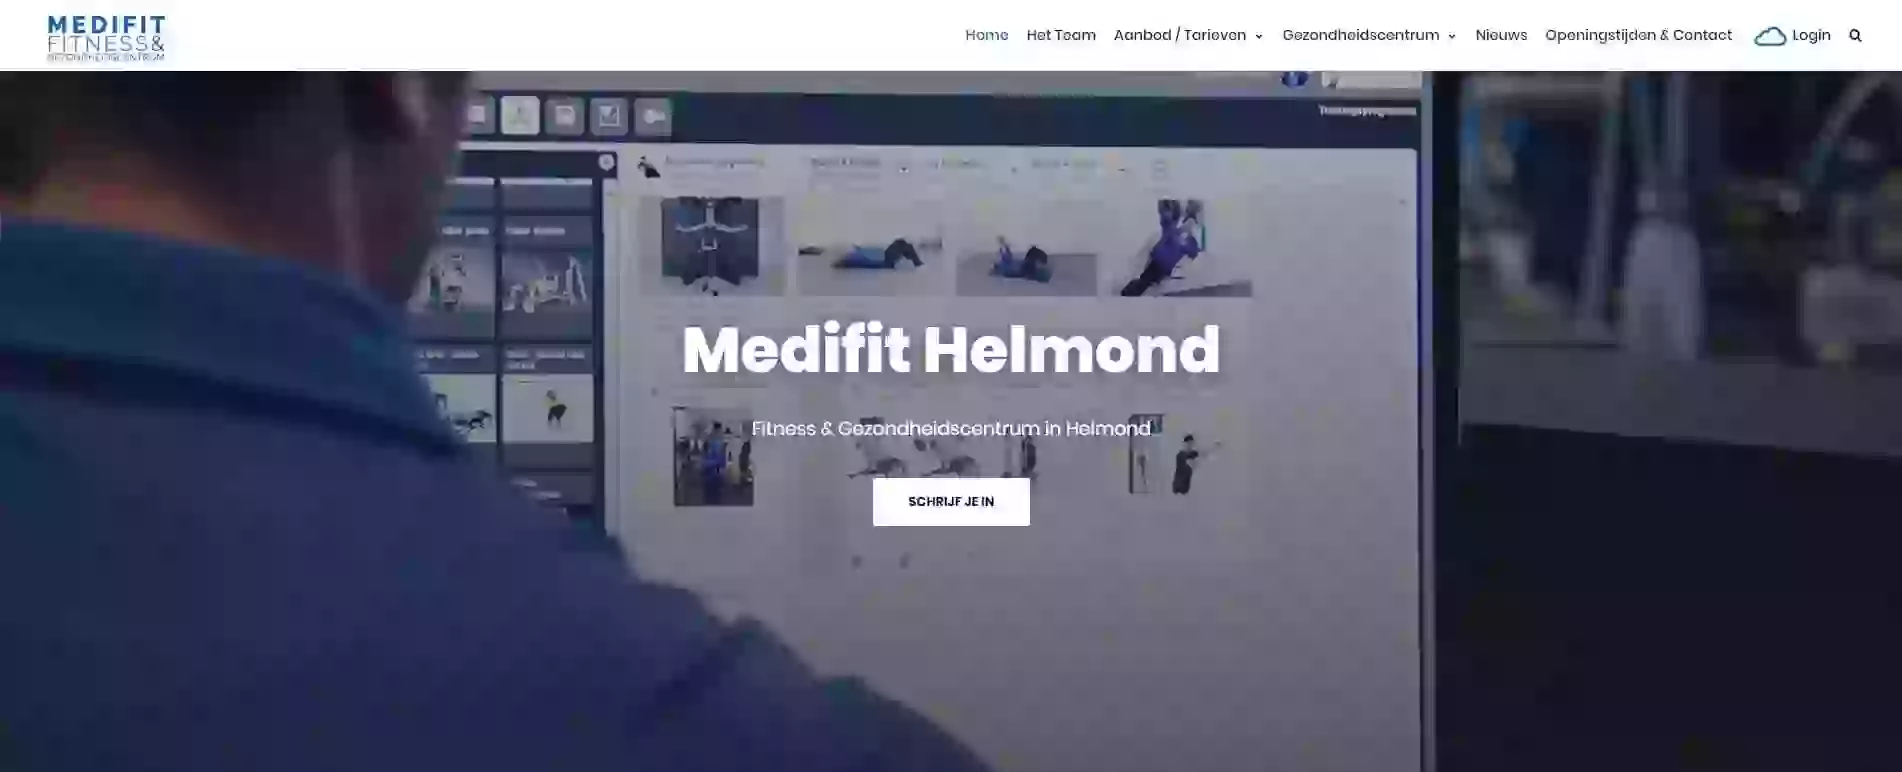 MEDIFIT
FITNESS&
GEZONDHEIDSCENTRUM
Home
Het Team
Aanbod / Tarieven
Gezondheidscentrum
Nieuws
Openingstijden & Contact
Login
Medifit Helmond
Fitness & Gezondheidscentrum in Helmond
SCHRIJF JE IN